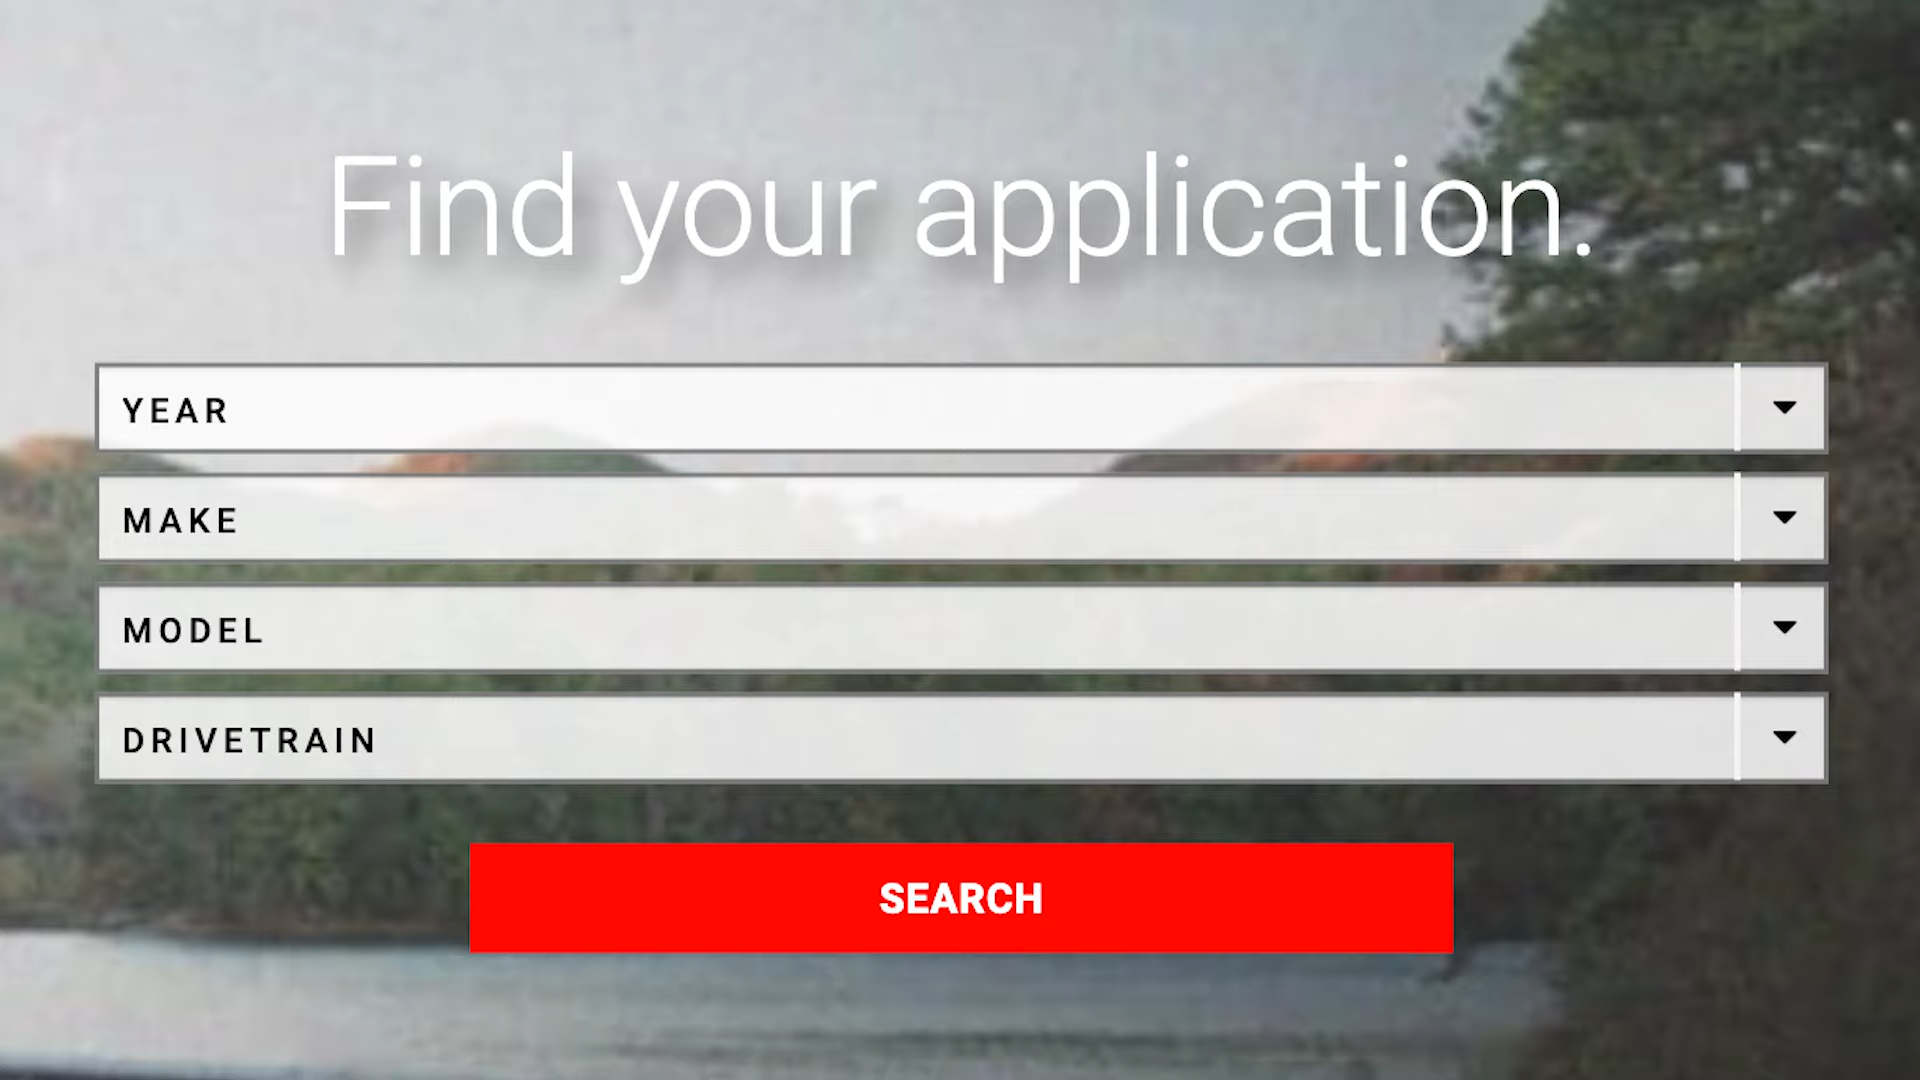 Find your application.
YEAR
MAKE
MODEL
DRIVETRAIN
SEARCH